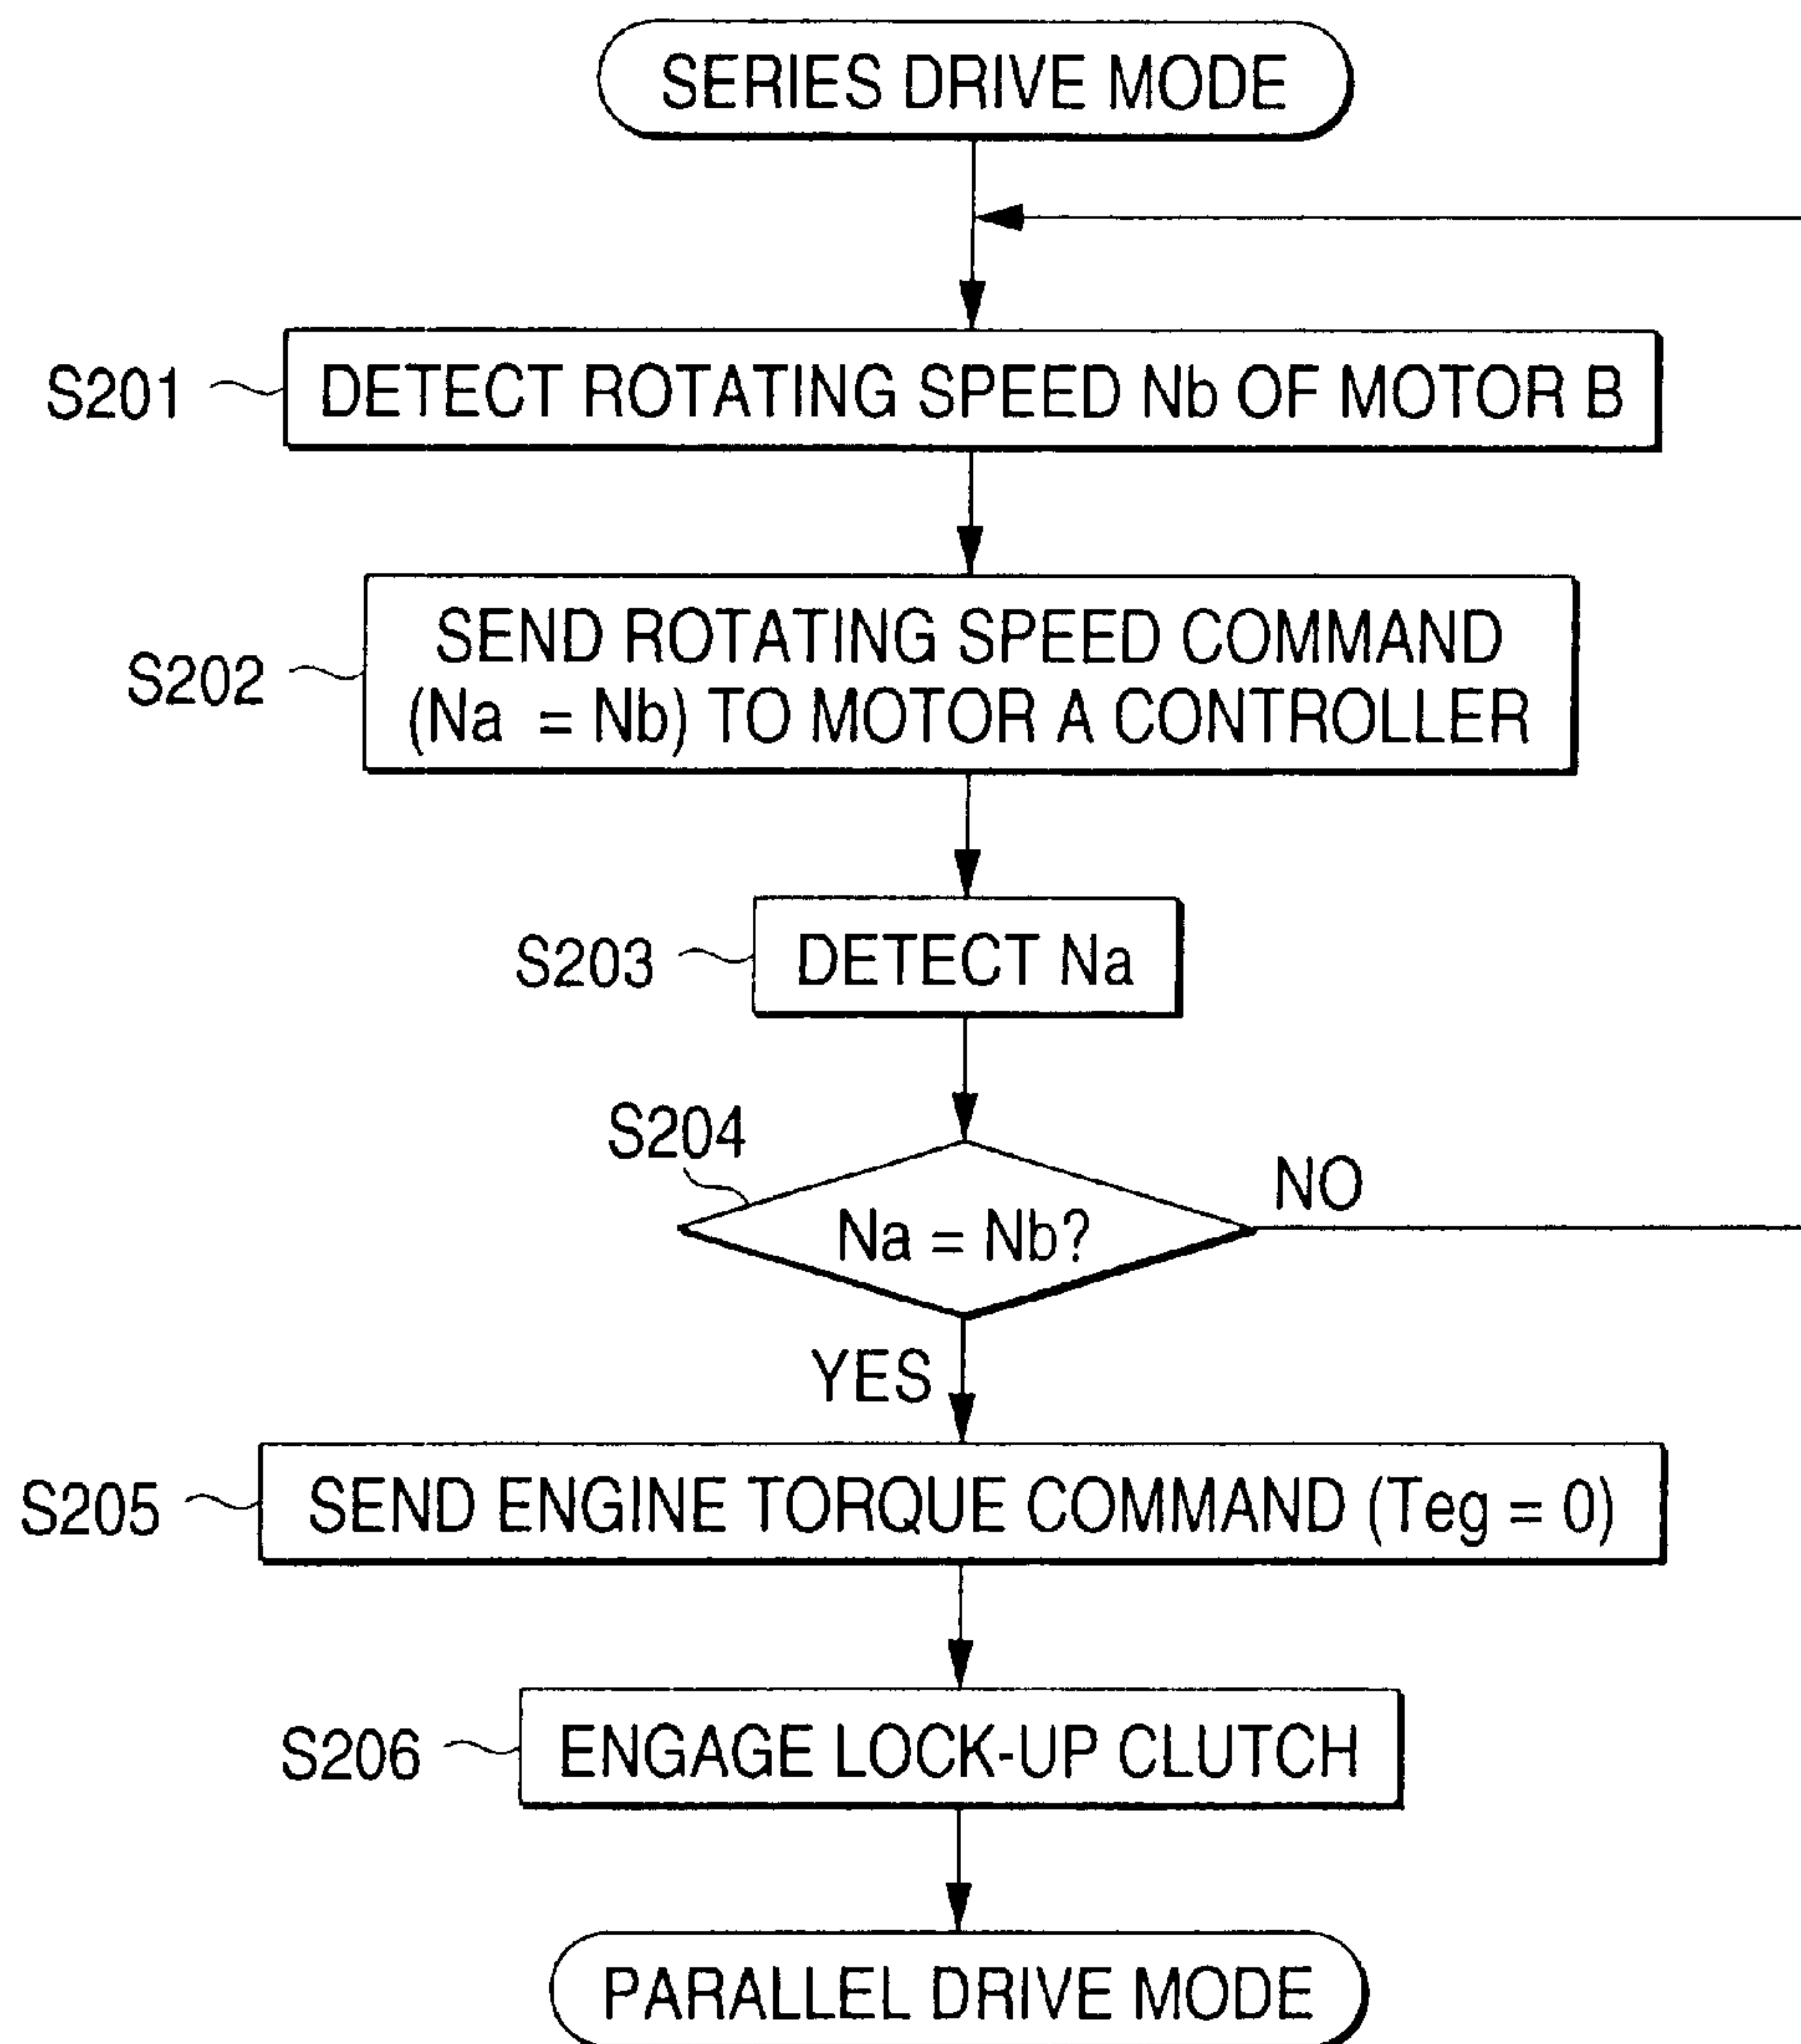 SERIES DRIVE MODE
S201
DETECT ROTATING SPEED Nb OF MOTOR B
S202
SEND ROTATING SPEED COMMAND
(Na = Nb) TO MOTOR A CONTROLLER
S203
DETECT Na
S204
Na = Nb?
NO
YES
S205
SEND ENGINE TORQUE COMMAND (Teg = 0)
S206
ENGAGE LOCK-UP CLUTCH
PARALLEL DRIVE MODE